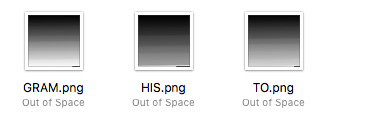 GRAM.png HIS.png TO.png
Out of Space Out of Space Out of Space